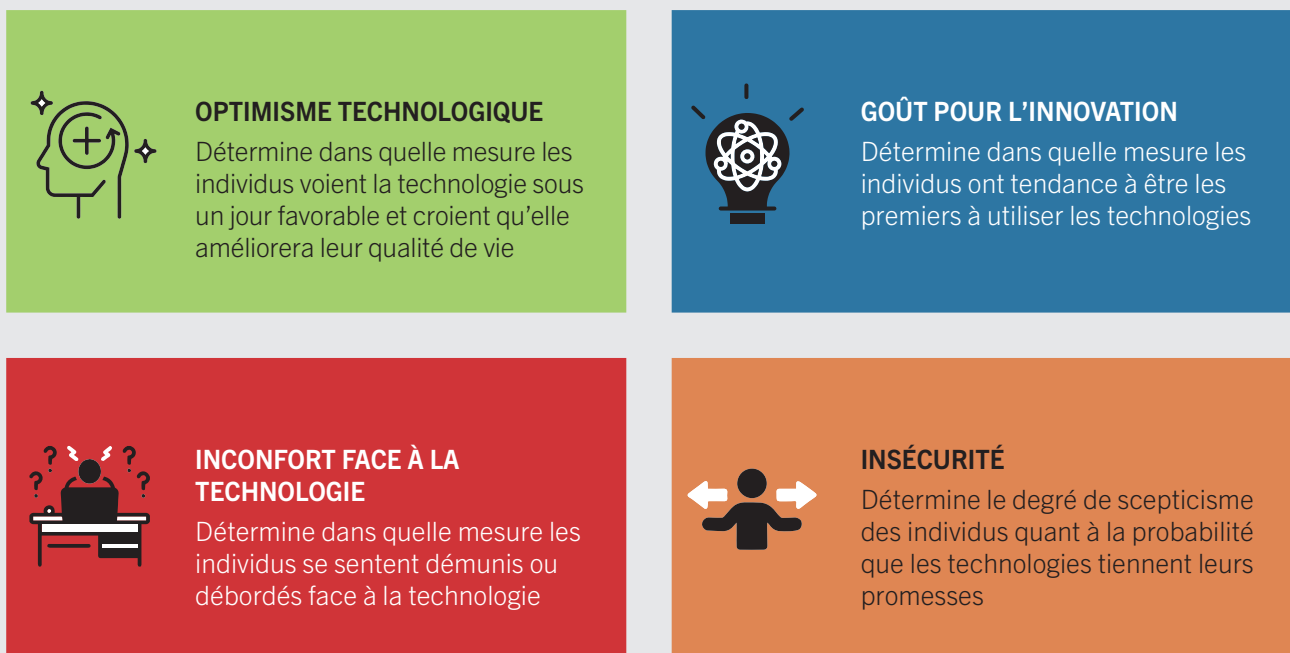 OPTIMISME TECHNOLOGIQUE
Détermine dans quelle mesure les
individus voient la technologie sous
un jour favorable et croient qu’elle
améliorera leur qualité de vie
GOÛT POUR L’INNOVATION
Détermine dans quelle mesure les
individus ont tendance à être les
premiers à utiliser les technologies
INCONFORT FACE À LA
TECHNOLOGIE
Détermine dans quelle mesure les
individus se sentent démunis ou
débordés face à la technologie
INSÉCURITÉ
Détermine le degré de scepticisme
des individus quant à la probabilité
que les technologies tiennent leurs
promesses